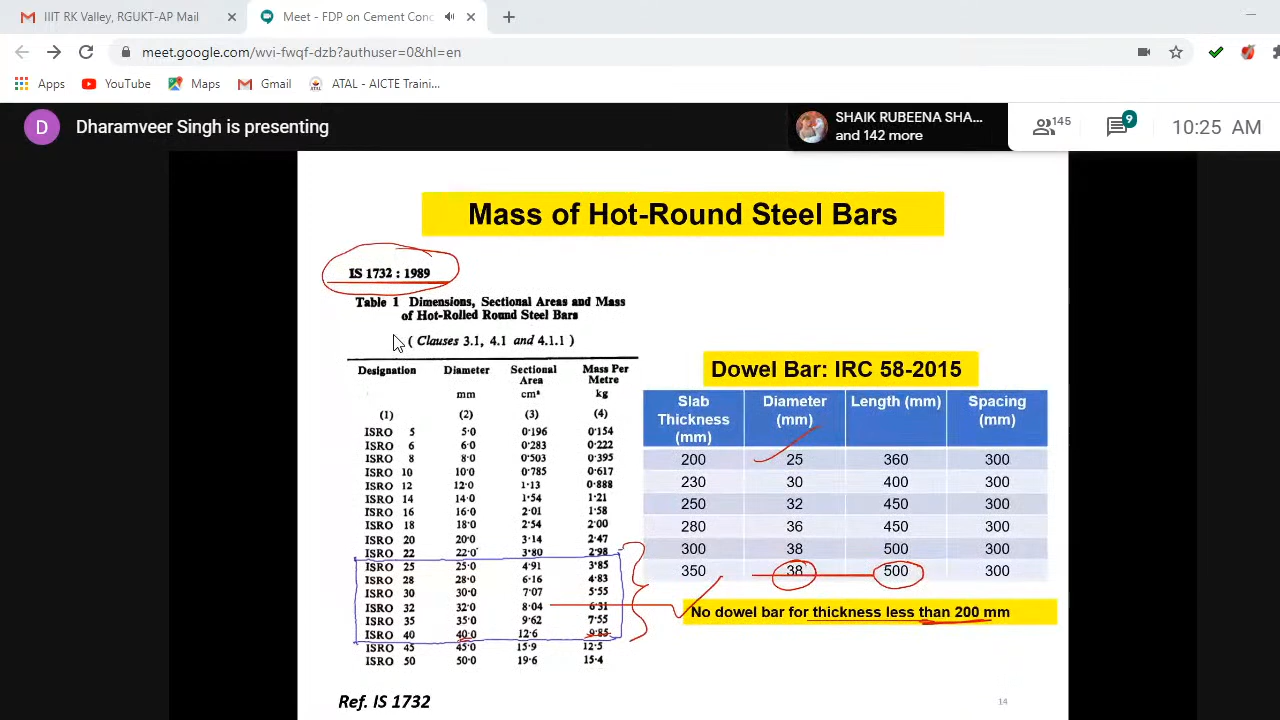 IIIT RK Valley, RGUKT-AP Mail
Meet - FDP on Cement Conc
meet.google.com/wvi-fwqf-dzb?authuser=0&hl=en
Apps YouTube Maps Gmail ATAL - AICTE Traini...
D Dharamveer Singh is presenting
SHAIK RUBEENA SHA...
and 142 more
145
9
10:25 AM
Mass of Hot-Round Steel Bars
IS 1732 : 1989
Table 1 Dimensions, Sectional Areas and Mass
of Hot-Rolled Round Steel Bars
( Clauses 3.1, 4.1 and 4.1.1 )
Designation Diameter Sectional Area Mass Per Metre
mm cm² kg
(1) (2) (3) (4)
ISRO 5 5·0 0·196 0·154
ISRO 6 6·0 0·283 0·222
ISRO 8 8·0 0·503 0·395
ISRO 10 10·0 0·785 0·617
ISRO 12 12·0 1·13 0·888
ISRO 14 14·0 1·54 1·21
ISRO 16 16·0 2·01 1·58
ISRO 18 18·0 2·54 2·00
ISRO 20 20·0 3·14 2·47
ISRO 22 22·0 3·80 2·98
ISRO 25 25·0 4·91 3·85
ISRO 28 28·0 6·16 4·83
ISRO 30 30·0 7·07 5·55
ISRO 32 32·0 8·04 6·31
ISRO 35 35·0 9·62 7·55
ISRO 40 40·0 12·6 9·85
ISRO 45 45·0 15·9 12·5
ISRO 50 50·0 19·6 15·4
Dowel Bar: IRC 58-2015
Slab Thickness (mm) Diameter (mm) Length (mm) Spacing (mm)
200 25 360 300
230 30 400 300
250 32 450 300
280 36 450 300
300 38 500 300
350 38 500 300
No dowel bar for thickness less than 200 mm
Ref. IS 1732
14